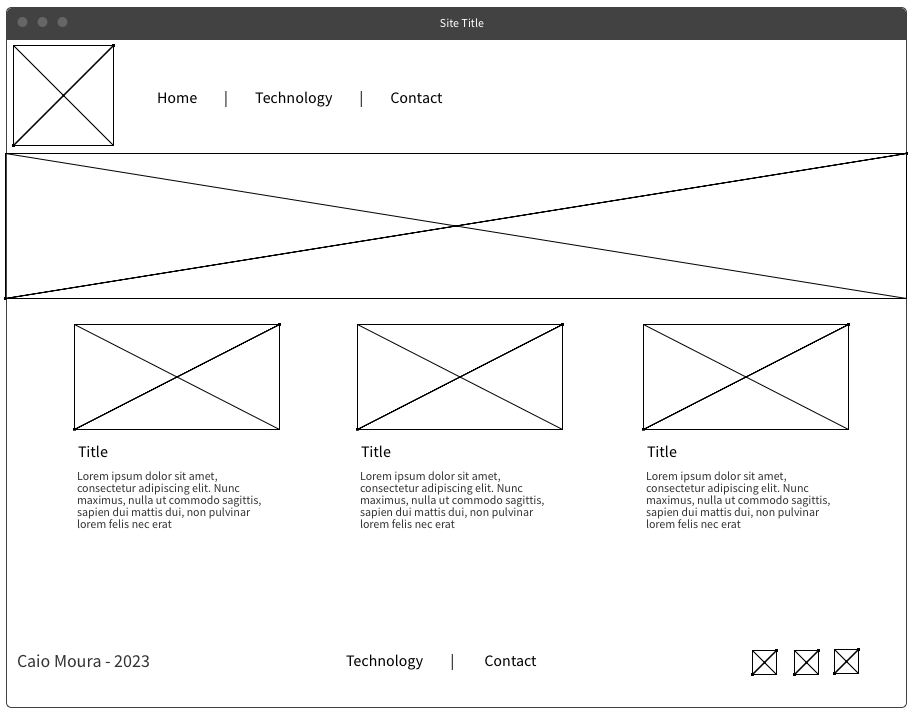 Site Title
Home | Technology | Contact
Title
Lorem ipsum dolor sit amet,
consectetur adipiscing elit. Nunc
maximus, nulla ut commodo sagittis,
sapien dui mattis dui, non pulvinar
lorem felis nec erat
Title
Lorem ipsum dolor sit amet,
consectetur adipiscing elit. Nunc
maximus, nulla ut commodo sagittis,
sapien dui mattis dui, non pulvinar
lorem felis nec erat
Title
Lorem ipsum dolor sit amet,
consectetur adipiscing elit. Nunc
maximus, nulla ut commodo sagittis,
sapien dui mattis dui, non pulvinar
lorem felis nec erat
Caio Moura - 2023
Technology | Contact